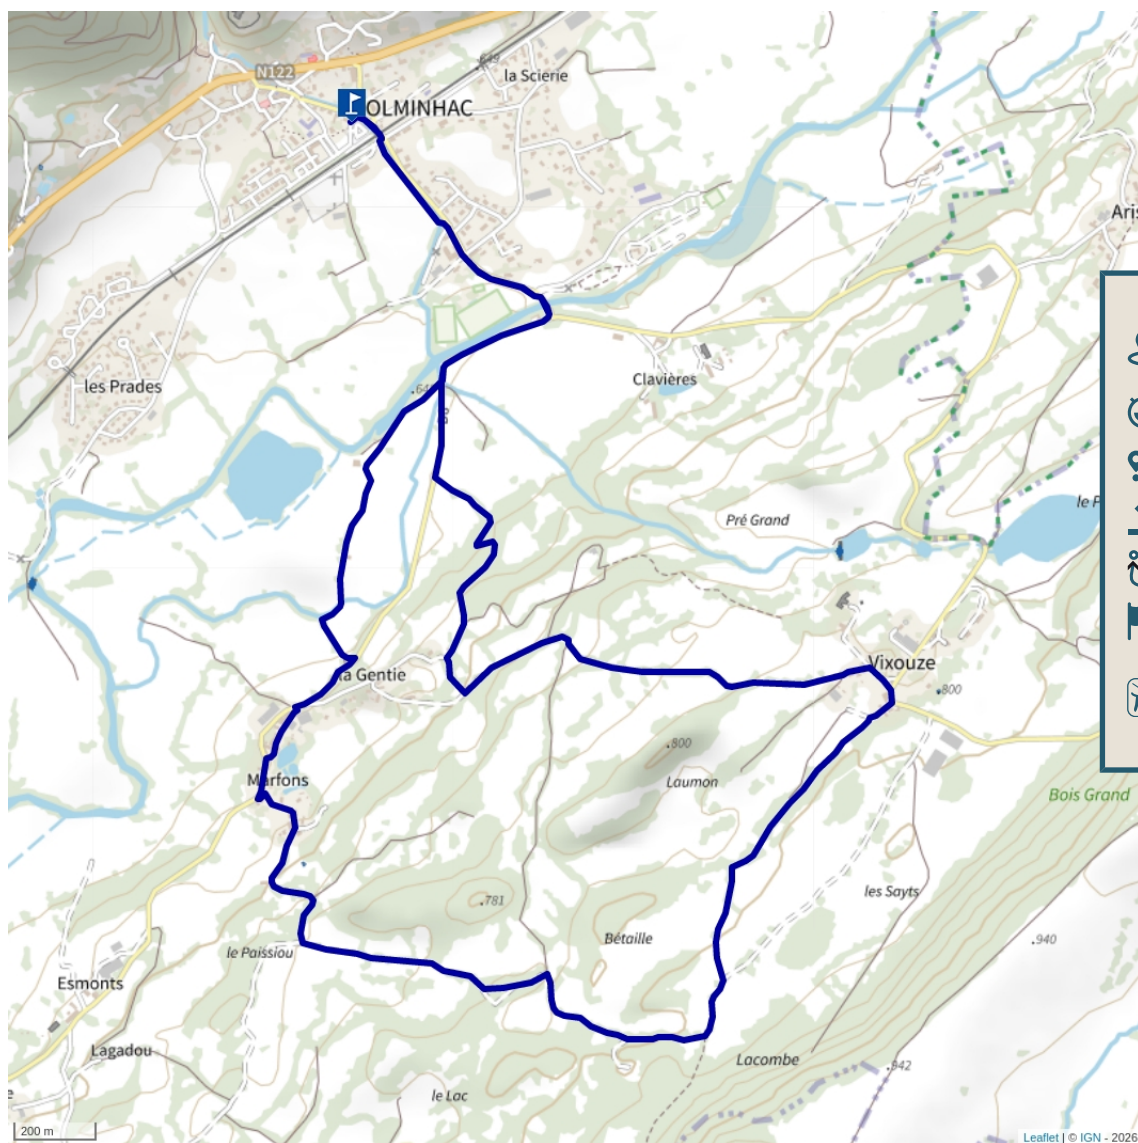 649
la Scierie
N122
OLMINHAC
Aris
les Prades
Clavières
Pré Grand
le P
Vixouze
800
la Gentie
800
Laumon
Marfons
Bois Grand
les Sayts
781
Bétaille
940
le Paissiou
Esmonts
Lagadou
Lacombe
942
le Lac
200 m
Leaflet | © IGN - 2026